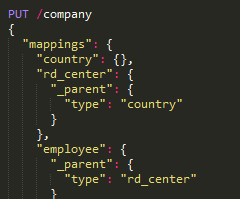 PUT /company
{
  "mappings": {
    "country": {},
    "rd_center": {
      "_parent": {
        "type": "country"
      }
    },
    "employee": {
      "_parent": {
        "type": "rd_center"
      }